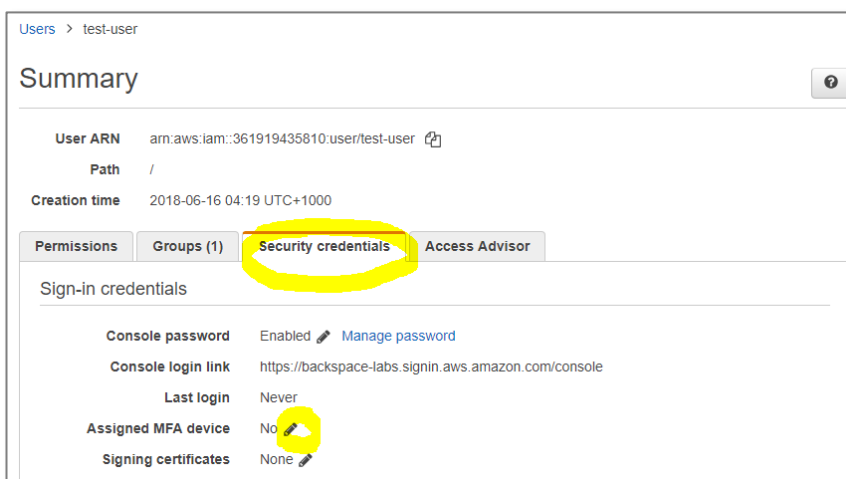 Users > test-user
Summary
User ARN arn:aws:iam::361919435810:user/test-user
Path /
Creation time 2018-06-16 04:19 UTC+1000
Permissions Groups (1) Security credentials Access Advisor
Sign-in credentials
Console password Enabled Manage password
Console login link https://backspace-labs.signin.aws.amazon.com/console
Last login Never
Assigned MFA device No
Signing certificates None